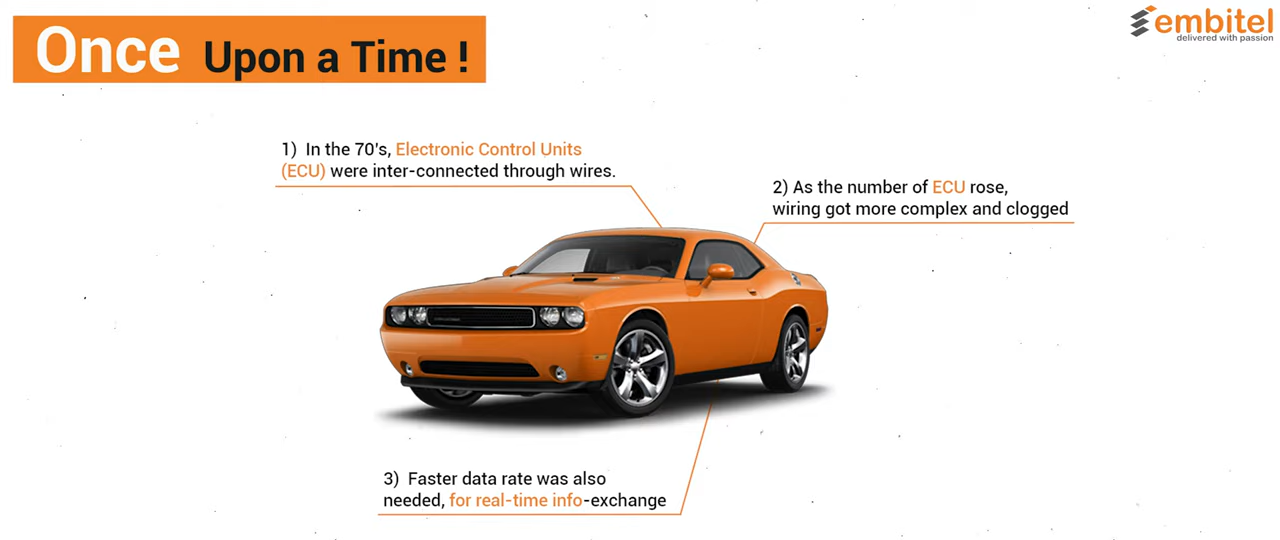 Once Upon a Time !
embitel
delivered with passion
1) In the 70's, Electronic Control Units
(ECU) were inter-connected through wires.
2) As the number of ECU rose,
wiring got more complex and clogged
3) Faster data rate was also
needed, for real-time info-exchange